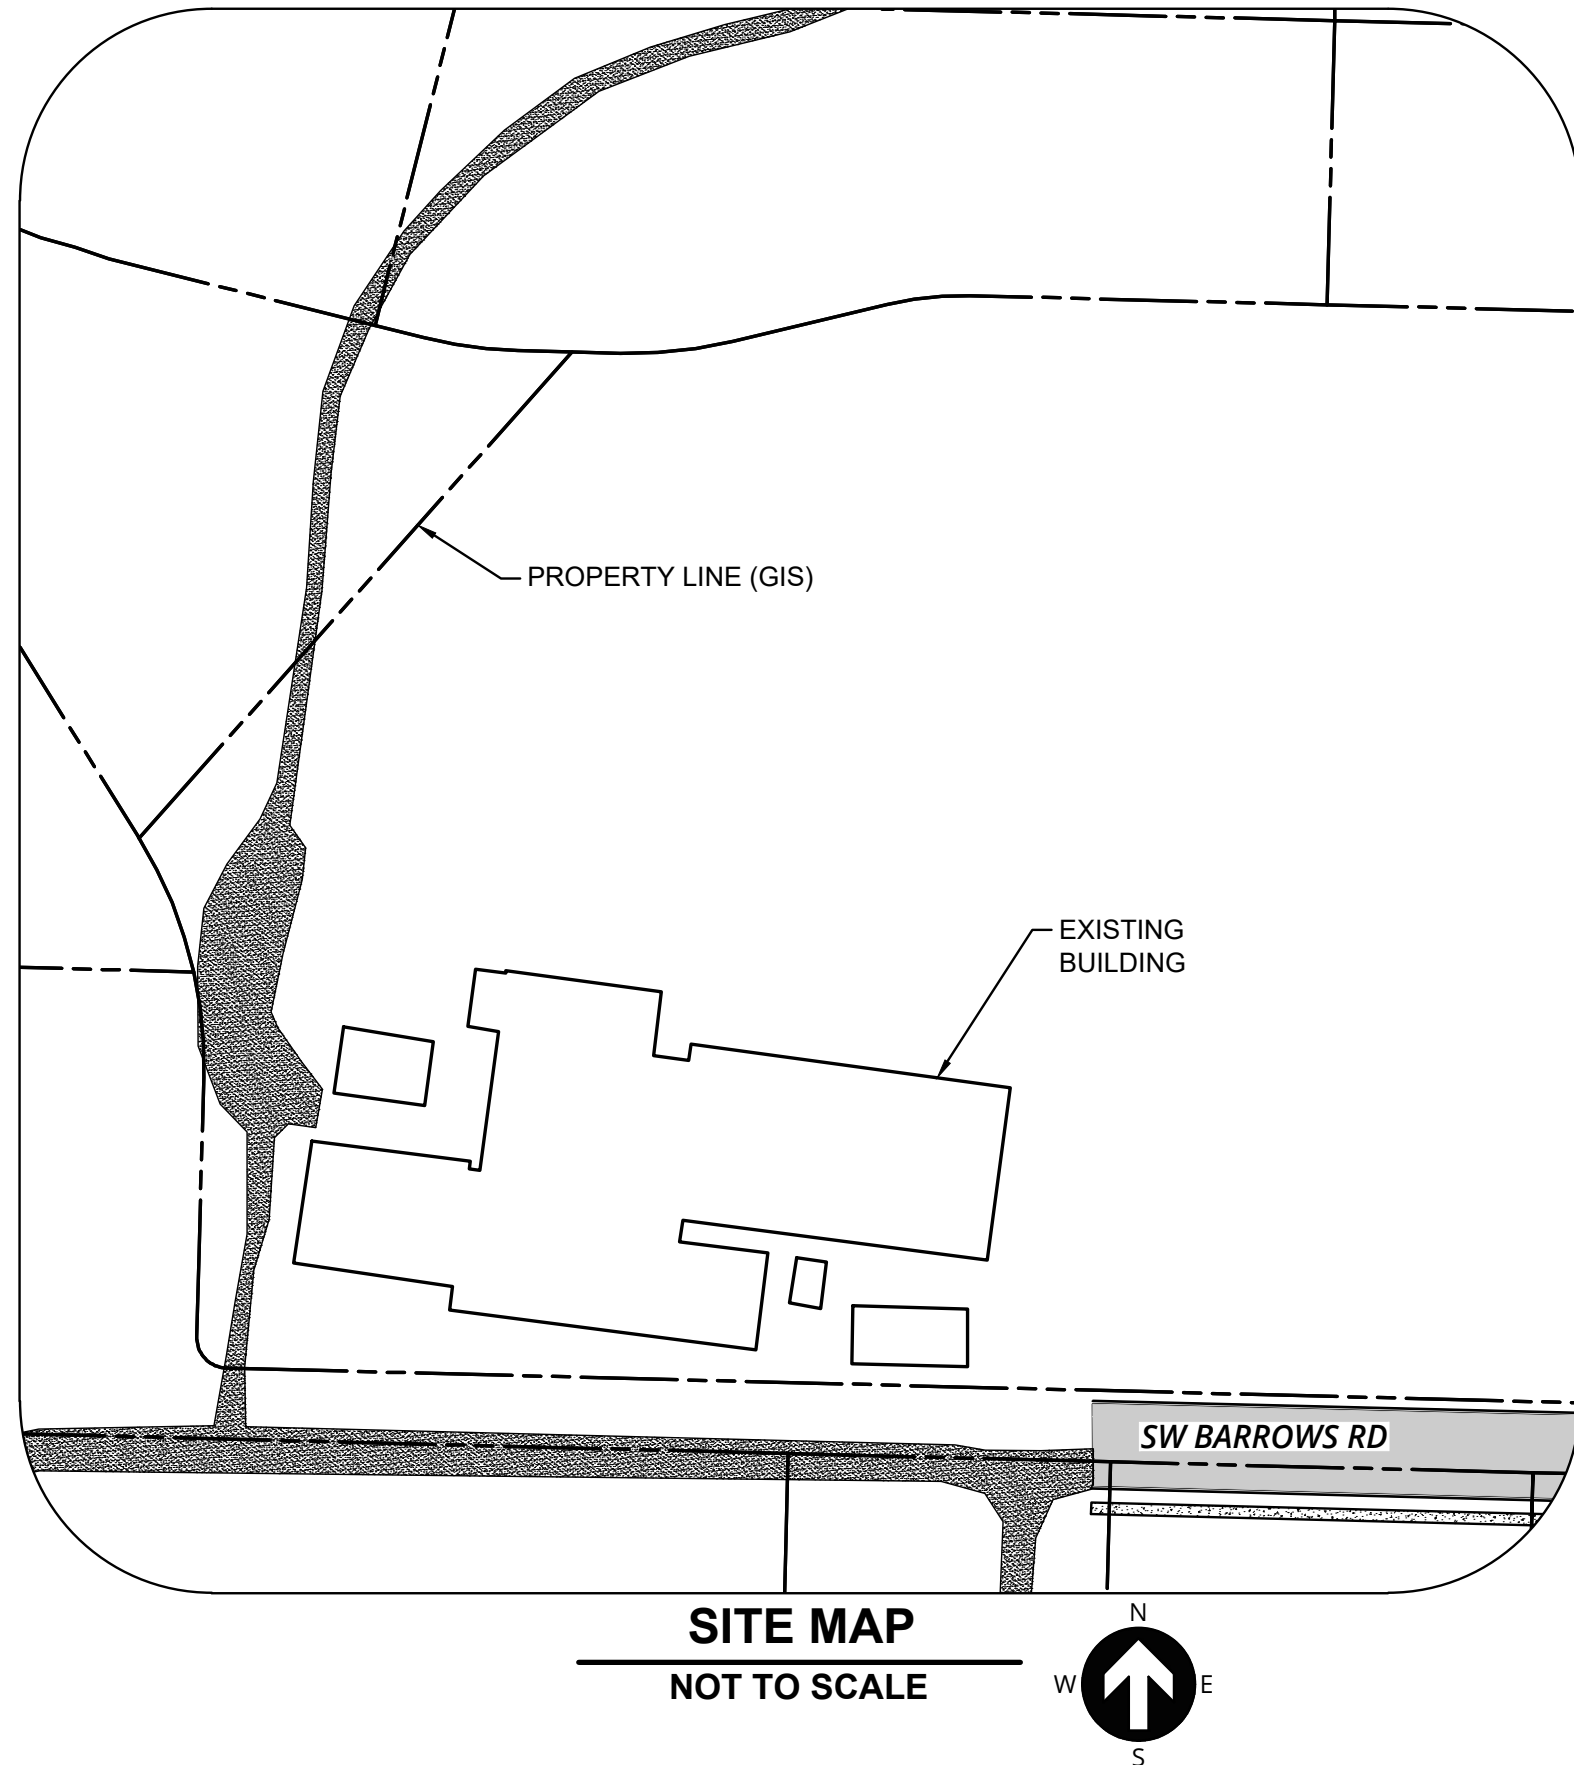 PROPERTY LINE (GIS)
EXISTING
BUILDING
SW BARROWS RD
SITE MAP
NOT TO SCALE
N
W
E
S